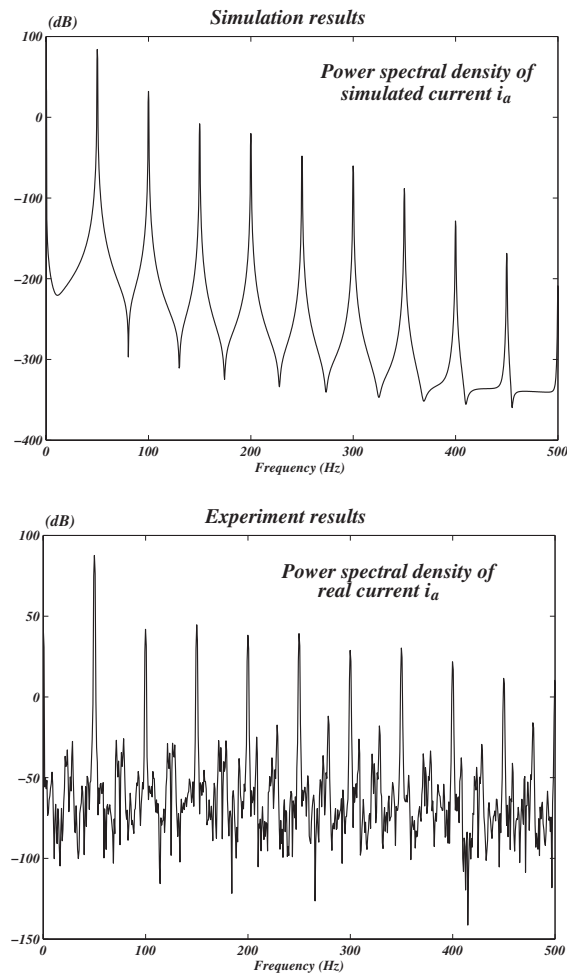 Simulation results
(dB)
100
Power spectral density of
simulated current i_a
0
−100
−200
−300
−400
0
100
200
300
400
500
Frequency (Hz)
Experiment results
(dB)
100
Power spectral density of
real current i_a
50
0
−50
−100
−150
0
100
200
300
400
500
Frequency (Hz)